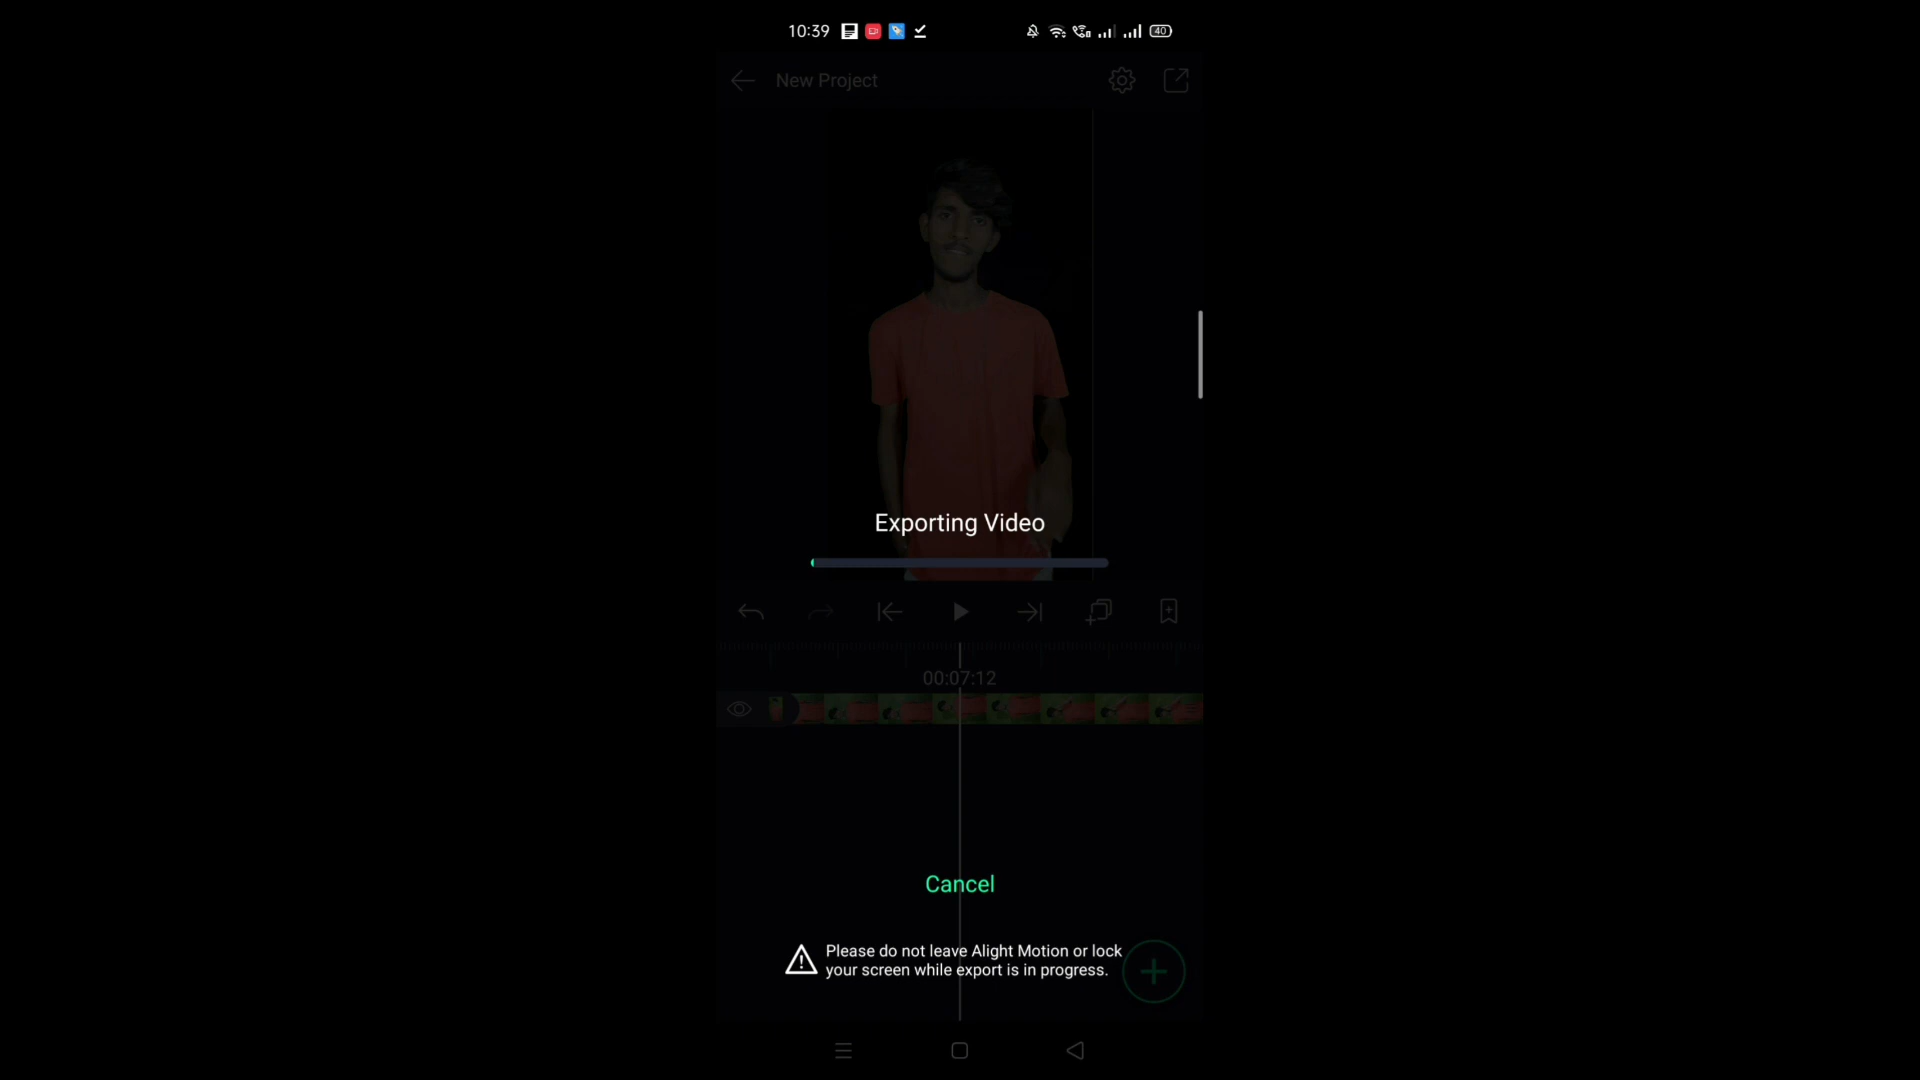 10:39
40
New Project
Exporting Video
00:07:12
Cancel
Please do not leave Alight Motion or lock
your screen while export is in progress.